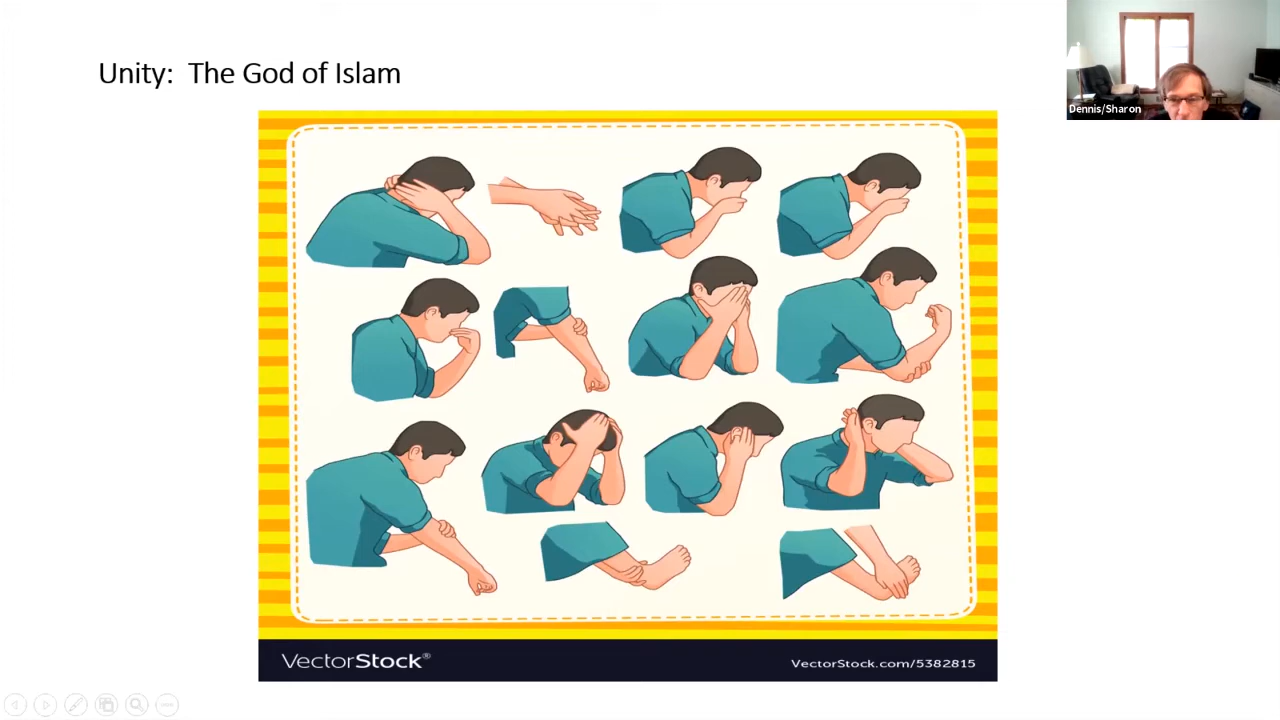 Unity:  The God of Islam
Dennis/Sharon
VectorStock®
VectorStock.com/5382815